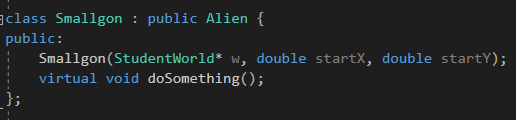 class Smallgon : public Alien {
public:
    Smallgon(StudentWorld* w, double startX, double startY);
    virtual void doSomething();
};